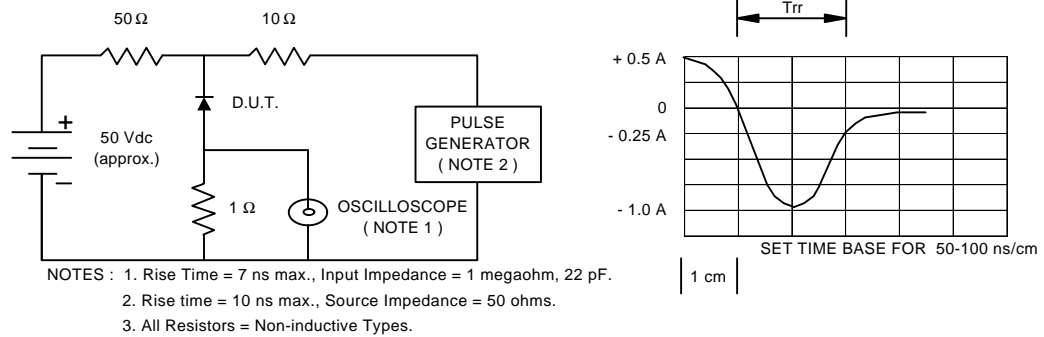 50 Ω
10 Ω
D.U.T.
+
50 Vdc
(approx.)
−
1 Ω
OSCILLOSCOPE
( NOTE 1 )
PULSE
GENERATOR
( NOTE 2 )
Trr
+ 0.5 A
0
- 0.25 A
- 1.0 A
SET TIME BASE FOR 50-100 ns/cm
1 cm
NOTES : 1. Rise Time = 7 ns max., Input Impedance = 1 megaohm, 22 pF.
2. Rise time = 10 ns max., Source Impedance = 50 ohms.
3. All Resistors = Non-inductive Types.